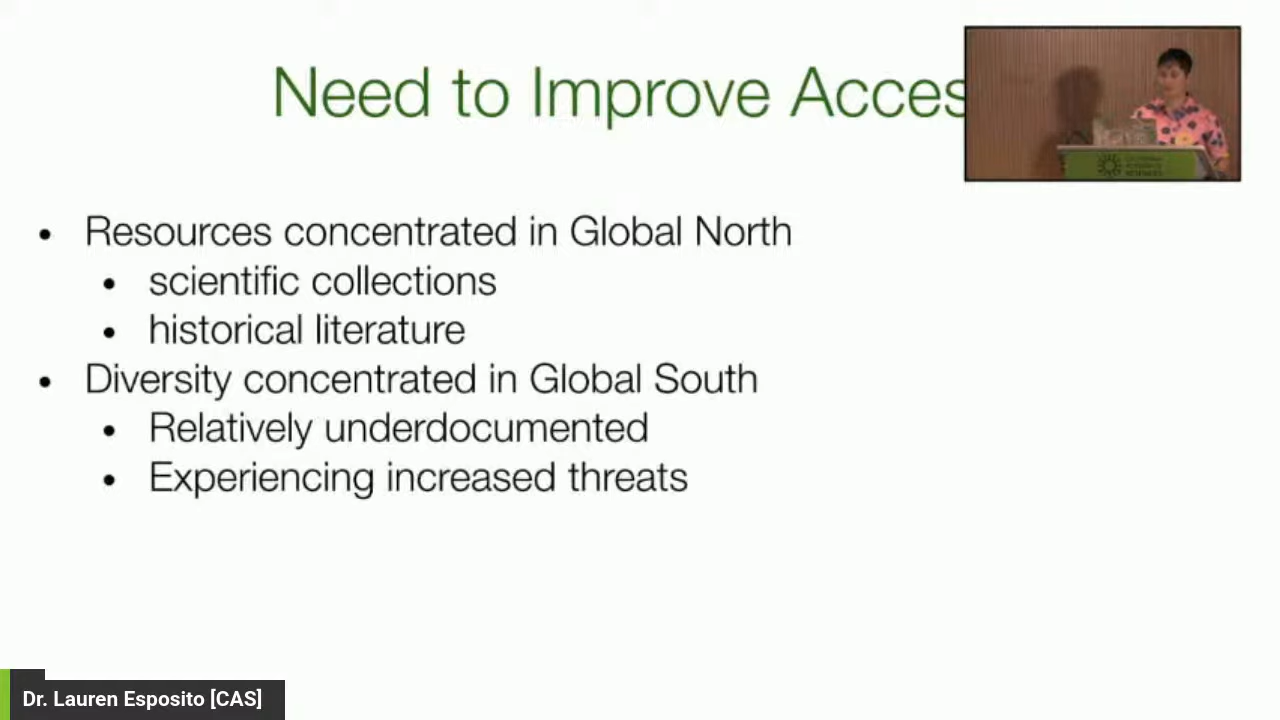 Need to Improve Acces
• Resources concentrated in Global North
• scientific collections
• historical literature
• Diversity concentrated in Global South
• Relatively underdocumented
• Experiencing increased threats
Dr. Lauren Esposito [CAS]